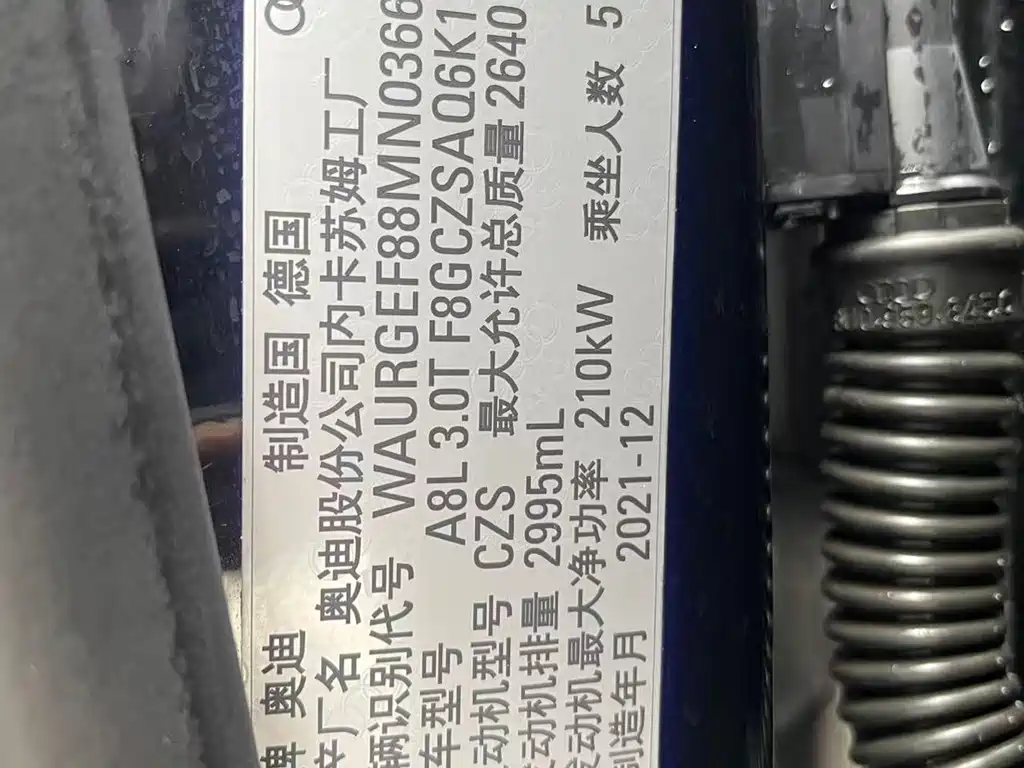 牌 奥迪 制造国 德国
产厂名 奥迪股份公司内卡苏姆工厂
辆识别代号 WAURGEF88MN0366
车型号 A8L 3.0T F8GCZSAQ6K1
动机型号 CZS 最大允许总质量 2640
发动机排量 2995mL
发动机最大净功率 210kW 乘坐人数 5
制造年月 2021-12